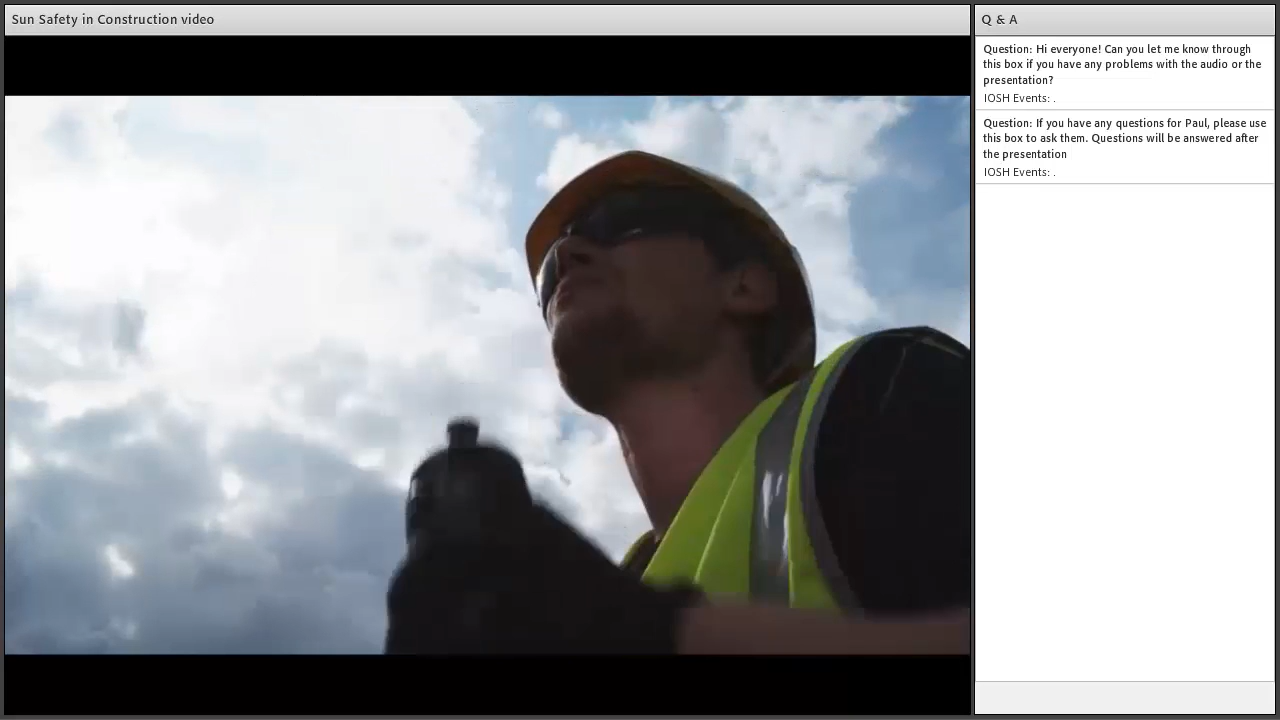 Sun Safety in Construction video
Q & A
Question: Hi everyone! Can you let me know through
this box if you have any problems with the audio or the
presentation?
IOSH Events: .
Question: If you have any questions for Paul, please use
this box to ask them. Questions will be answered after
the presentation
IOSH Events: .